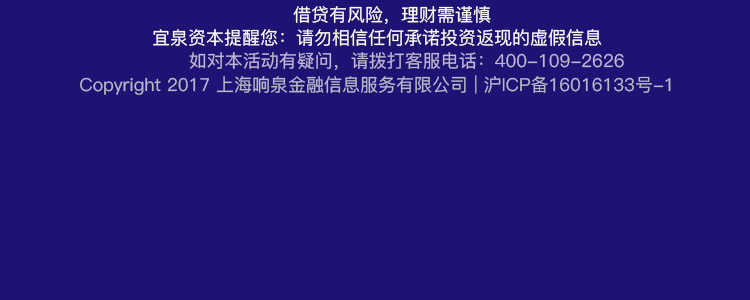 借贷有风险，理财需谨慎
宜泉资本提醒您：请勿相信任何承诺投资返现的虚假信息
如对本活动有疑问，请拨打客服电话：400-109-2626
Copyright 2017 上海响泉金融信息服务有限公司 | 沪ICP备16016133号-1